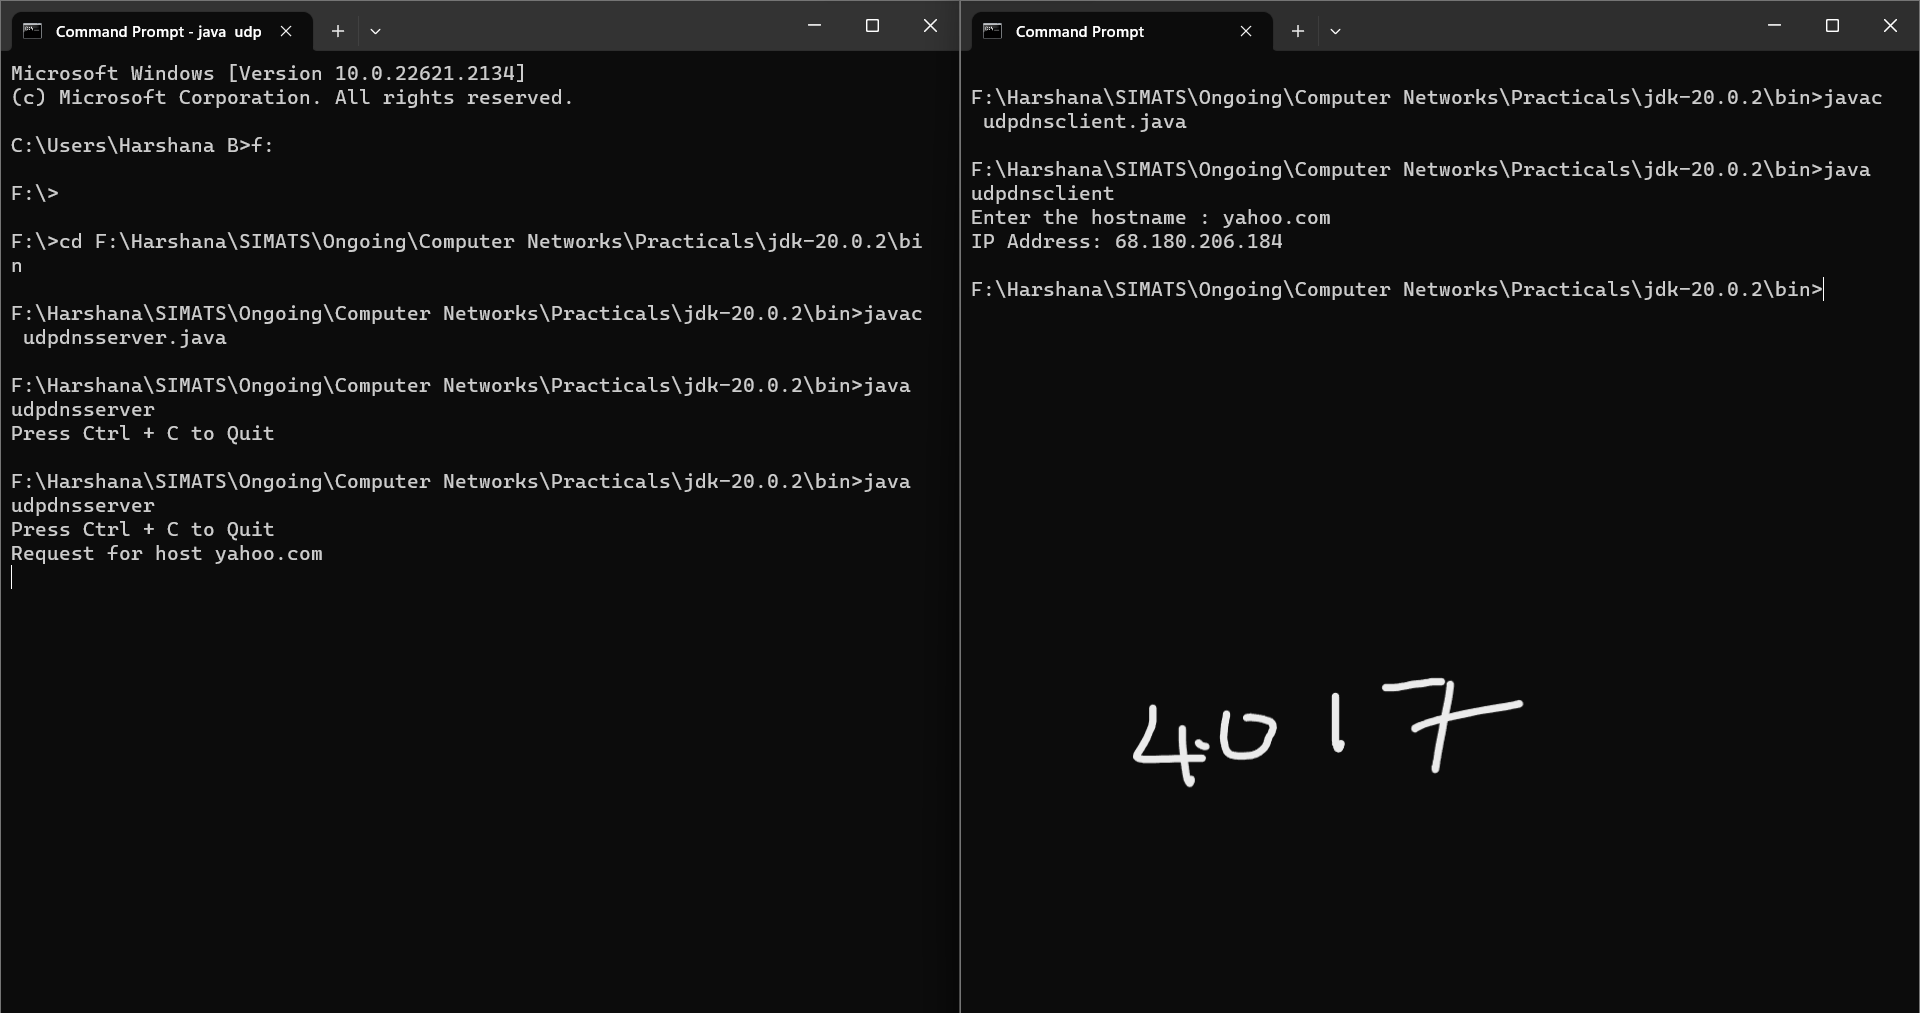 Command Prompt - java  udp
Microsoft Windows [Version 10.0.22621.2134]
(c) Microsoft Corporation. All rights reserved.
C:\Users\Harshana B>f:
F:\>
F:\>cd F:\Harshana\SIMATS\Ongoing\Computer Networks\Practicals\jdk-20.0.2\bi
n
F:\Harshana\SIMATS\Ongoing\Computer Networks\Practicals\jdk-20.0.2\bin>javac
 udpdnsserver.java
F:\Harshana\SIMATS\Ongoing\Computer Networks\Practicals\jdk-20.0.2\bin>java
udpdnsserver
Press Ctrl + C to Quit
F:\Harshana\SIMATS\Ongoing\Computer Networks\Practicals\jdk-20.0.2\bin>java
udpdnsserver
Press Ctrl + C to Quit
Request for host yahoo.com
Command Prompt
F:\Harshana\SIMATS\Ongoing\Computer Networks\Practicals\jdk-20.0.2\bin>javac
 udpdnsclient.java
F:\Harshana\SIMATS\Ongoing\Computer Networks\Practicals\jdk-20.0.2\bin>java
udpdnsclient
Enter the hostname : yahoo.com
IP Address: 68.180.206.184
F:\Harshana\SIMATS\Ongoing\Computer Networks\Practicals\jdk-20.0.2\bin>
4017